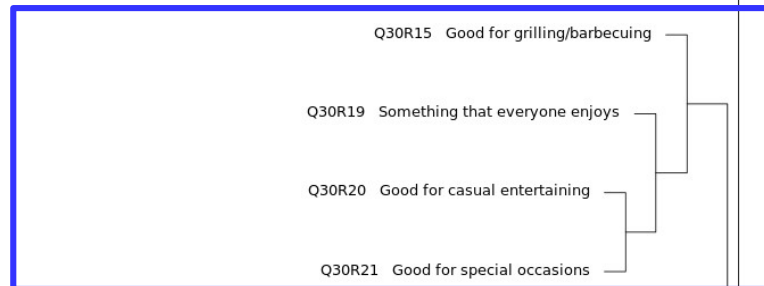 Q30R15 Good for grilling/barbecuing
Q30R19 Something that everyone enjoys
Q30R20 Good for casual entertaining
Q30R21 Good for special occasions